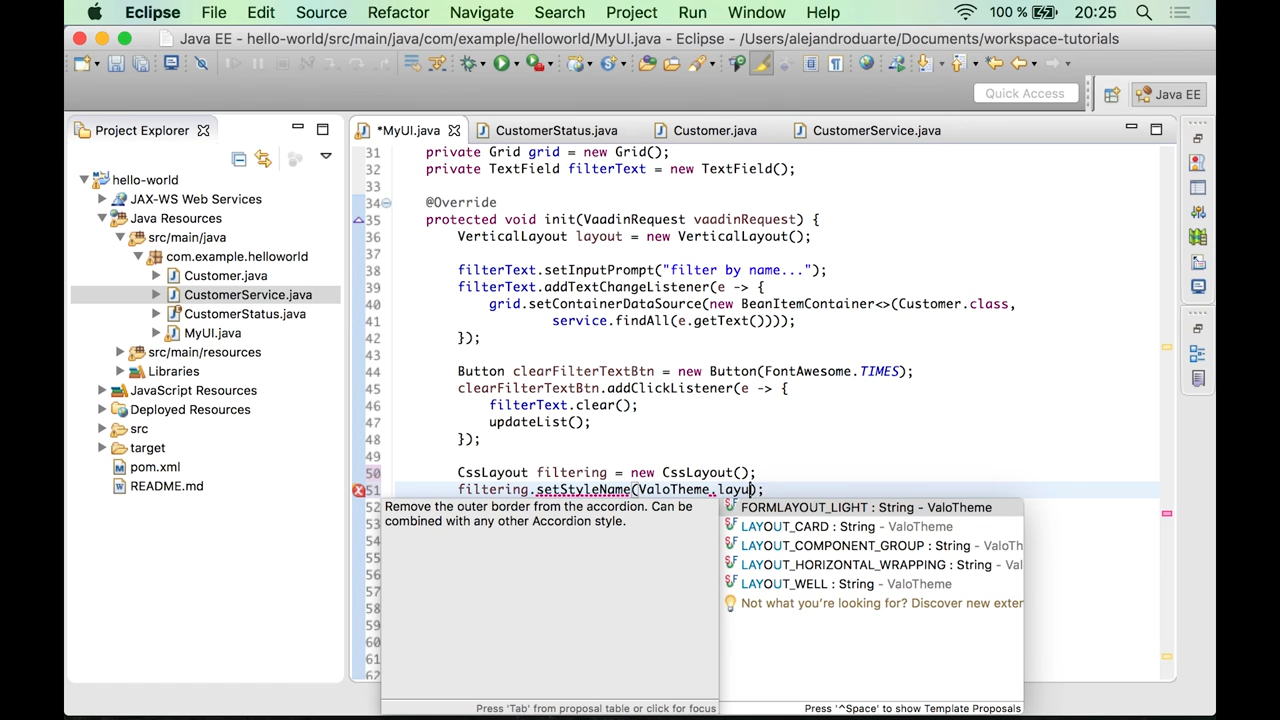 Eclipse File Edit Source Refactor Navigate Search Project Run Window Help 100 % 20:25
Java EE - hello-world/src/main/java/com/example/helloworld/MyUI.java - Eclipse - /Users/alejandroduarte/Documents/workspace-tutorials
Quick Access Java EE
Project Explorer
hello-world
JAX-WS Web Services
Java Resources
src/main/java
com.example.helloworld
Customer.java
CustomerService.java
CustomerStatus.java
MyUI.java
src/main/resources
Libraries
JavaScript Resources
Deployed Resources
src
target
pom.xml
README.md
*MyUI.java CustomerStatus.java Customer.java CustomerService.java
31 private Grid grid = new Grid();
32 private TextField filterText = new TextField();
33
34 @Override
35 protected void init(VaadinRequest vaadinRequest) {
36 VerticalLayout layout = new VerticalLayout();
37
38 filterText.setInputPrompt("filter by name...");
39 filterText.addTextChangeListener(e -> {
40 grid.setContainerDataSource(new BeanItemContainer<>(Customer.class,
41 service.findAll(e.getText())));
42 });
43
44 Button clearFilterTextBtn = new Button(FontAwesome.TIMES);
45 clearFilterTextBtn.addClickListener(e -> {
46 filterText.clear();
47 updateList();
48 });
49
50 CssLayout filtering = new CssLayout();
51 filtering.setStyleName(ValoTheme.layu);
52
53
54
55
56
57
58
59
60
61
62
Remove the outer border from the accordion. Can be
combined with any other Accordion style.
Press 'Tab' from proposal table or click for focus
FORMLAYOUT_LIGHT : String - ValoTheme
LAYOUT_CARD : String - ValoTheme
LAYOUT_COMPONENT_GROUP : String - ValoTh
LAYOUT_HORIZONTAL_WRAPPING : String - Val
LAYOUT_WELL : String - ValoTheme
Not what you're looking for? Discover new exter
Press '^Space' to show Template Proposals